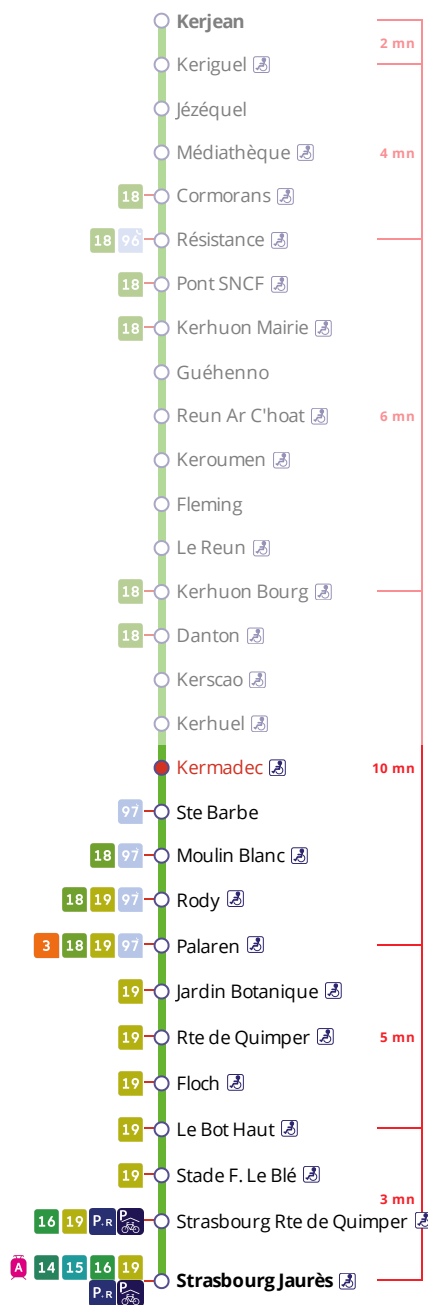 Kerjean
2 mn
Keriguel
Jézéquel
Médiathèque 4 mn
18 Cormorans
18 96 Résistance
18 Pont SNCF
18 Kerhuon Mairie
Guéhenno
Reun Ar C'hoat 6 mn
Keroumen
Fleming
Le Reun
18 Kerhuon Bourg
18 Danton
Kerscao
Kerhuel
Kermadec 10 mn
97 Ste Barbe
18 97 Moulin Blanc
18 19 97 Rody
3 18 19 97 Palaren
19 Jardin Botanique
19 Rte de Quimper 5 mn
19 Floch
19 Le Bot Haut
19 Stade F. Le Blé
3 mn
16 19 P.R P Strasbourg Rte de Quimper
A 14 15 16 19 Strasbourg Jaurès
P.R P